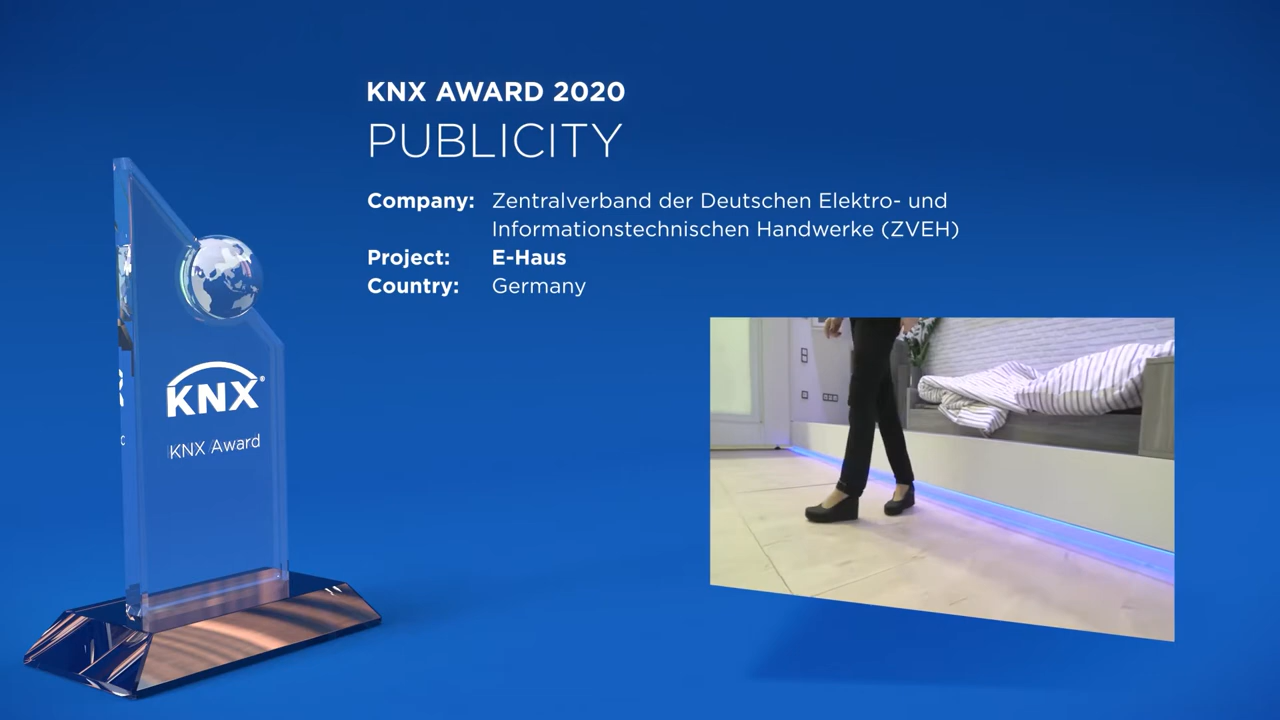 KNX AWARD 2020
PUBLICITY
Company: Zentralverband der Deutschen Elektro- und
Informationstechnischen Handwerke (ZVEH)
Project: E-Haus
Country: Germany
KNX®
KNX Award